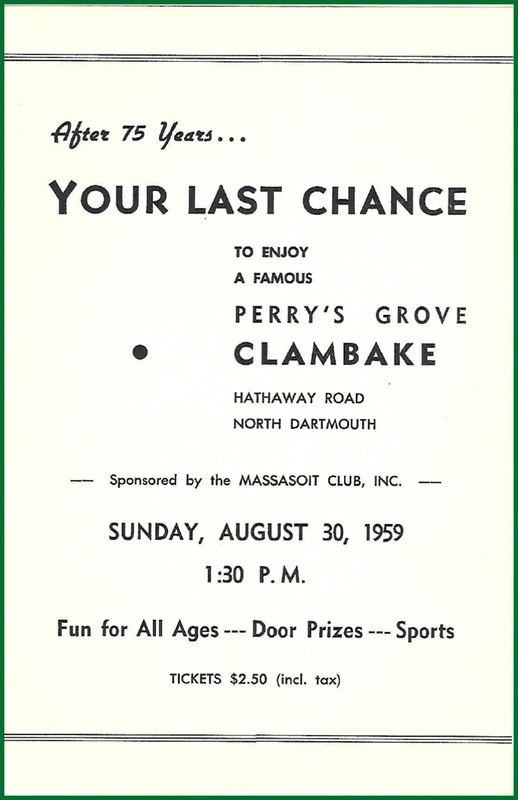 After 75 Years...
YOUR LAST CHANCE
TO ENJOY
A FAMOUS
PERRY'S GROVE
• CLAMBAKE
HATHAWAY ROAD
NORTH DARTMOUTH
— Sponsored by the MASSASOIT CLUB, INC. —
SUNDAY, AUGUST 30, 1959
1:30 P. M.
Fun for All Ages --- Door Prizes --- Sports
TICKETS $2.50 (incl. tax)